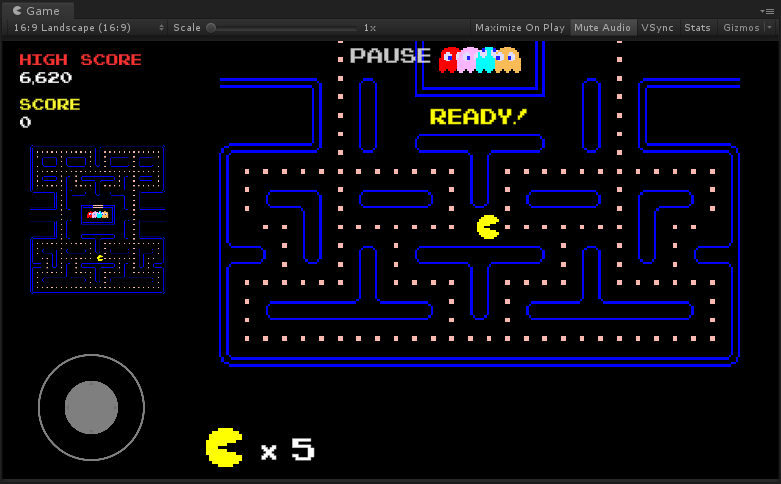 Game
16:9 Landscape (16:9) Scale 1x Maximize On Play Mute Audio VSync Stats Gizmos
HIGH SCORE
6,620
SCORE
0
PAUSE
READY!
x 5